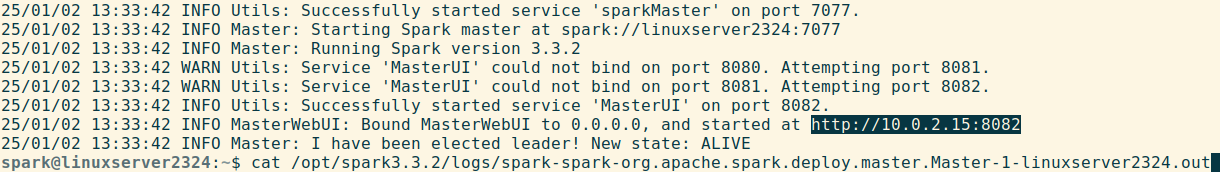 25/01/02 13:33:42 INFO Utils: Successfully started service 'sparkMaster' on port 7077.
25/01/02 13:33:42 INFO Master: Starting Spark master at spark://linuxserver2324:7077
25/01/02 13:33:42 INFO Master: Running Spark version 3.3.2
25/01/02 13:33:42 WARN Utils: Service 'MasterUI' could not bind on port 8080. Attempting port 8081.
25/01/02 13:33:42 WARN Utils: Service 'MasterUI' could not bind on port 8081. Attempting port 8082.
25/01/02 13:33:42 INFO Utils: Successfully started service 'MasterUI' on port 8082.
25/01/02 13:33:42 INFO MasterWebUI: Bound MasterWebUI to 0.0.0.0, and started at http://10.0.2.15:8082
25/01/02 13:33:42 INFO Master: I have been elected leader! New state: ALIVE
spark@linuxserver2324:~$ cat /opt/spark3.3.2/logs/spark-spark-org.apache.spark.deploy.master.Master-1-linuxserver2324.out